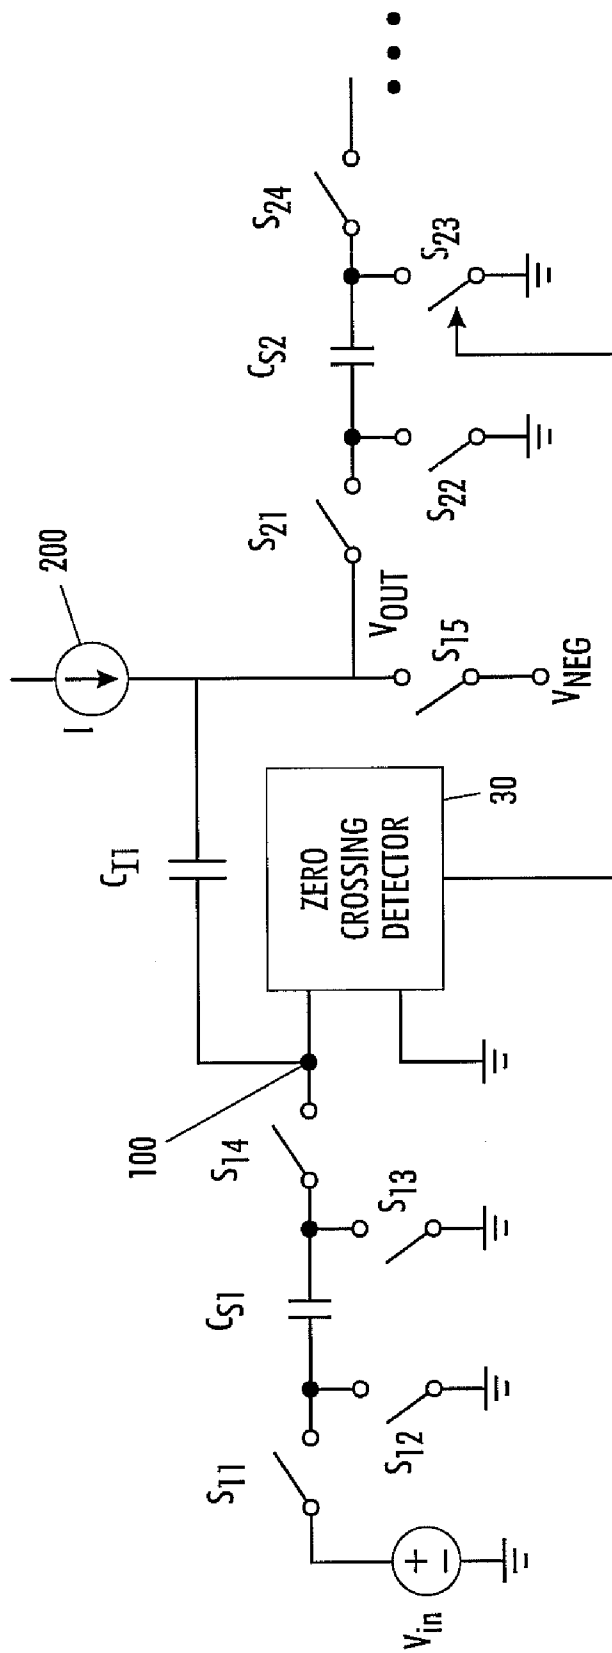 I
200
C_I1
V_OUT
S_21
C_S2
S_24
S_22
S_23
S_15
V_NEG
100
ZERO
CROSSING
DETECTOR
30
S_11
C_S1
S_14
S_12
S_13
V_in
+
−